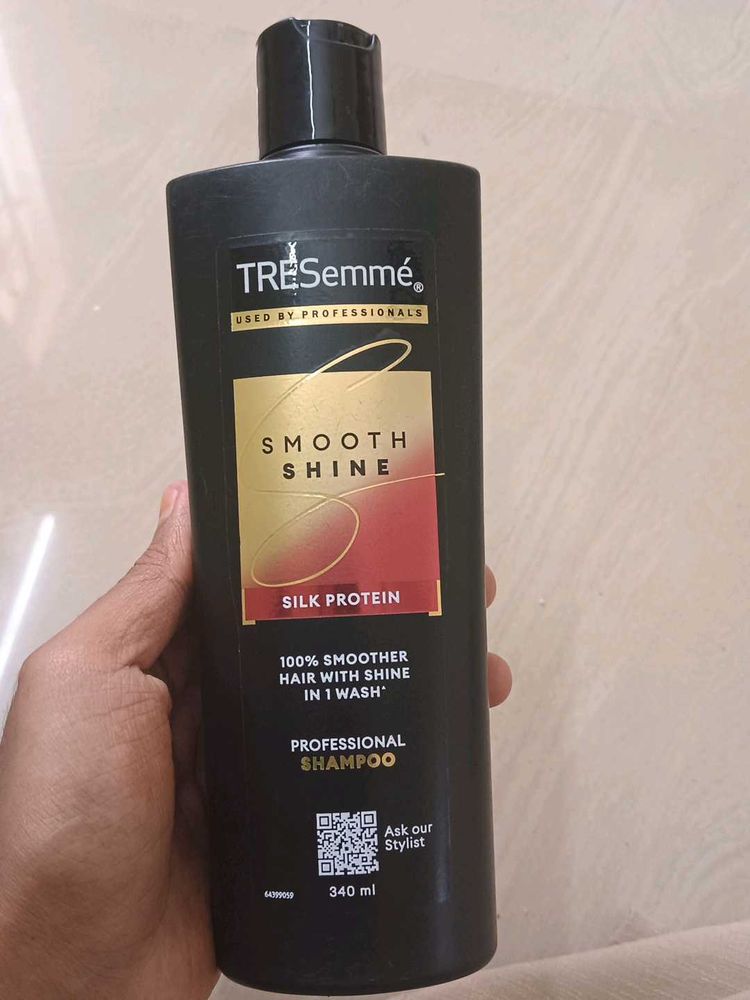 TRESemmé®
USED BY PROFESSIONALS
SMOOTH
SHINE
SILK PROTEIN
100% SMOOTHER
HAIR WITH SHINE
IN 1 WASH^
PROFESSIONAL
SHAMPOO
Ask our
Stylist
64399059
340 ml